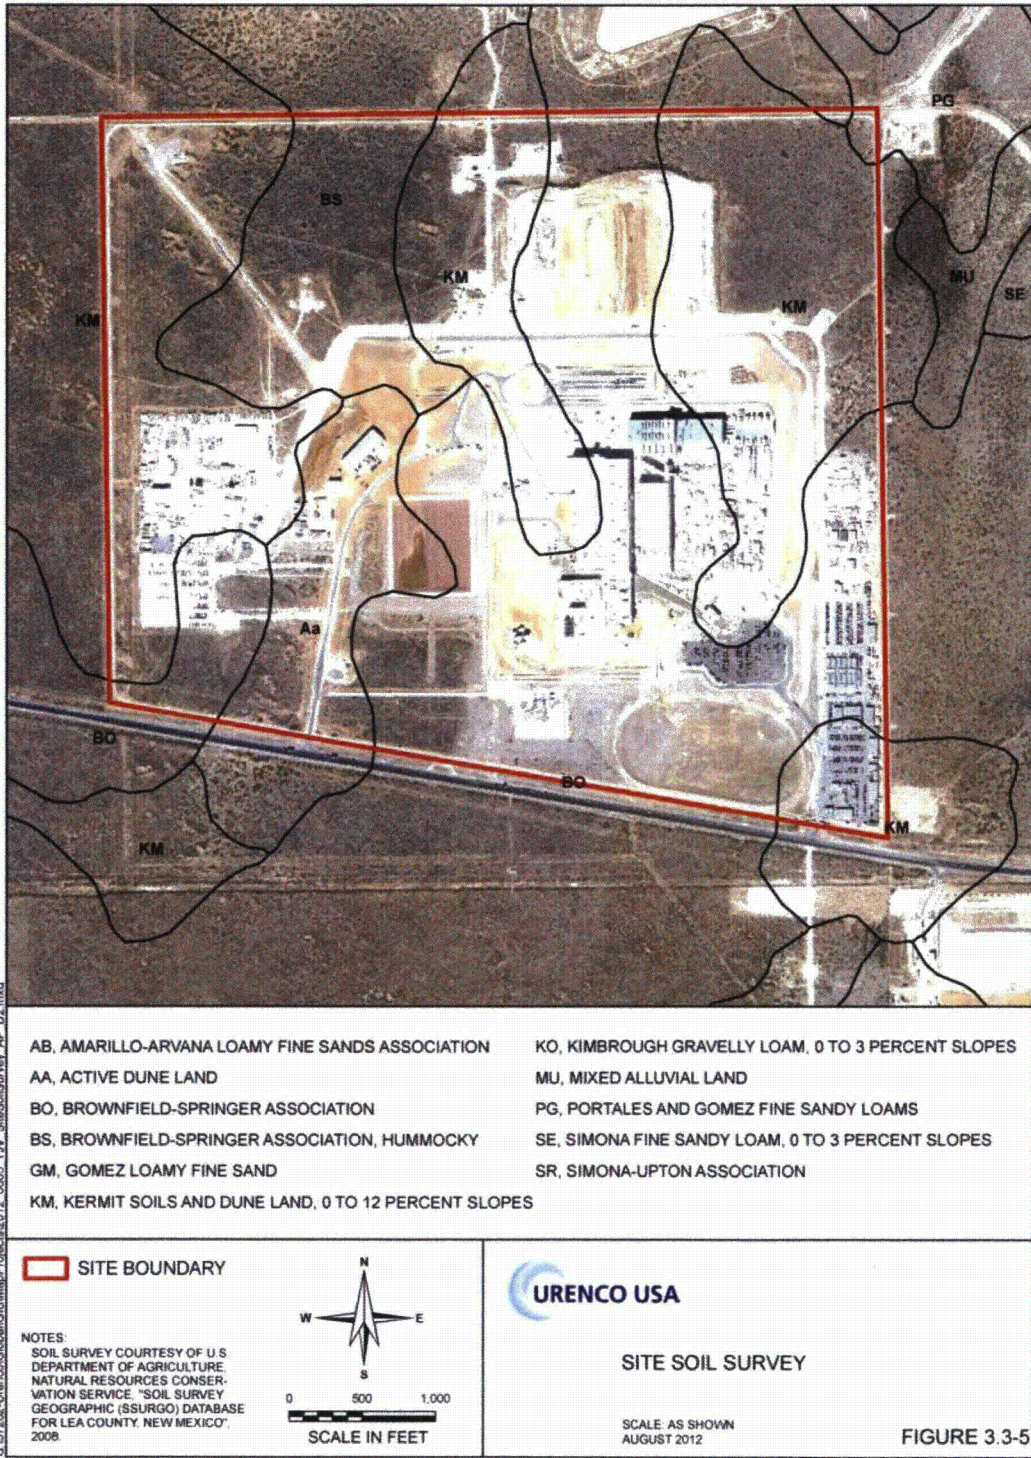 PG
BS
KM
KM
MU
SE
KM
Aa
BO
BO
KM
KM
AB, AMARILLO-ARVANA LOAMY FINE SANDS ASSOCIATION
AA, ACTIVE DUNE LAND
BO, BROWNFIELD-SPRINGER ASSOCIATION
BS, BROWNFIELD-SPRINGER ASSOCIATION, HUMMOCKY
GM, GOMEZ LOAMY FINE SAND
KM, KERMIT SOILS AND DUNE LAND, 0 TO 12 PERCENT SLOPES
KO, KIMBROUGH GRAVELLY LOAM, 0 TO 3 PERCENT SLOPES
MU, MIXED ALLUVIAL LAND
PG, PORTALES AND GOMEZ FINE SANDY LOAMS
SE, SIMONA FINE SANDY LOAM, 0 TO 3 PERCENT SLOPES
SR, SIMONA-UPTON ASSOCIATION
SITE BOUNDARY
NOTES:
SOIL SURVEY COURTESY OF U.S
DEPARTMENT OF AGRICULTURE,
NATURAL RESOURCES CONSER-
VATION SERVICE, "SOIL SURVEY
GEOGRAPHIC (SSURGO) DATABASE
FOR LEA COUNTY, NEW MEXICO",
2008.
N
W E
S
0 500 1,000
SCALE IN FEET
URENCO USA
SITE SOIL SURVEY
SCALE: AS SHOWN
AUGUST 2012
FIGURE 3.3-5